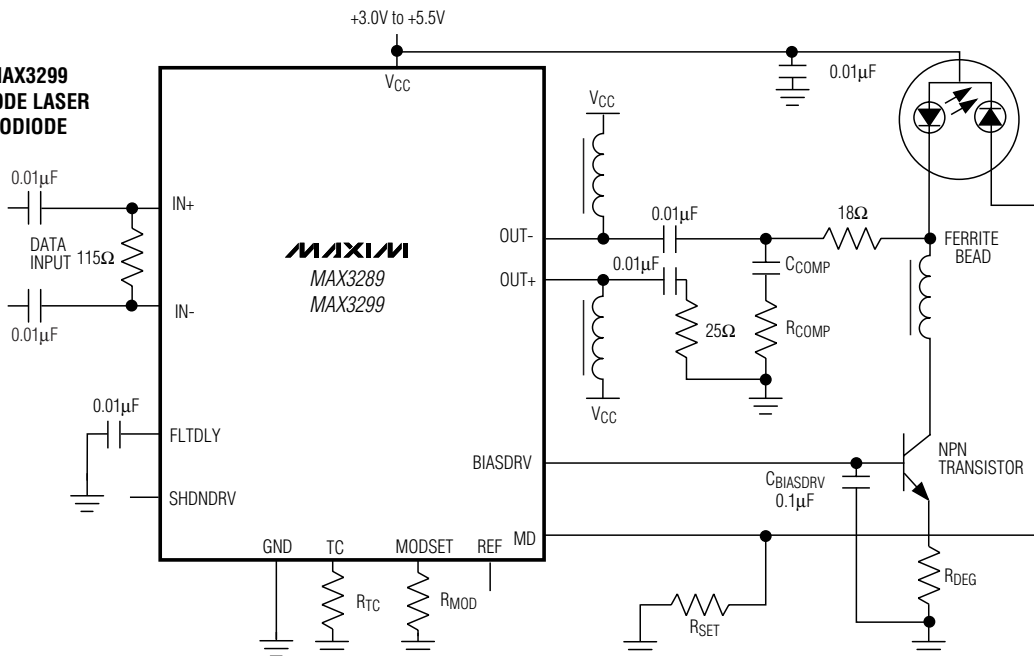 +3.0V to +5.5V
MAX3299
ODE LASER
ODIODE
VCC
0.01µF
VCC
0.01µF
IN+
DATA
INPUT
115Ω
IN-
0.01µF
MAXIM
MAX3289
MAX3299
OUT-
OUT+
0.01µF
0.01µF
18Ω
FERRITE
BEAD
CCOMP
25Ω
RCOMP
VCC
0.01µF
FLTDLY
SHDNDRV
BIASDRV
CBIASDRV
0.1µF
NPN
TRANSISTOR
GND
TC
MODSET
REF
MD
RTC
RMOD
RSET
RDEG